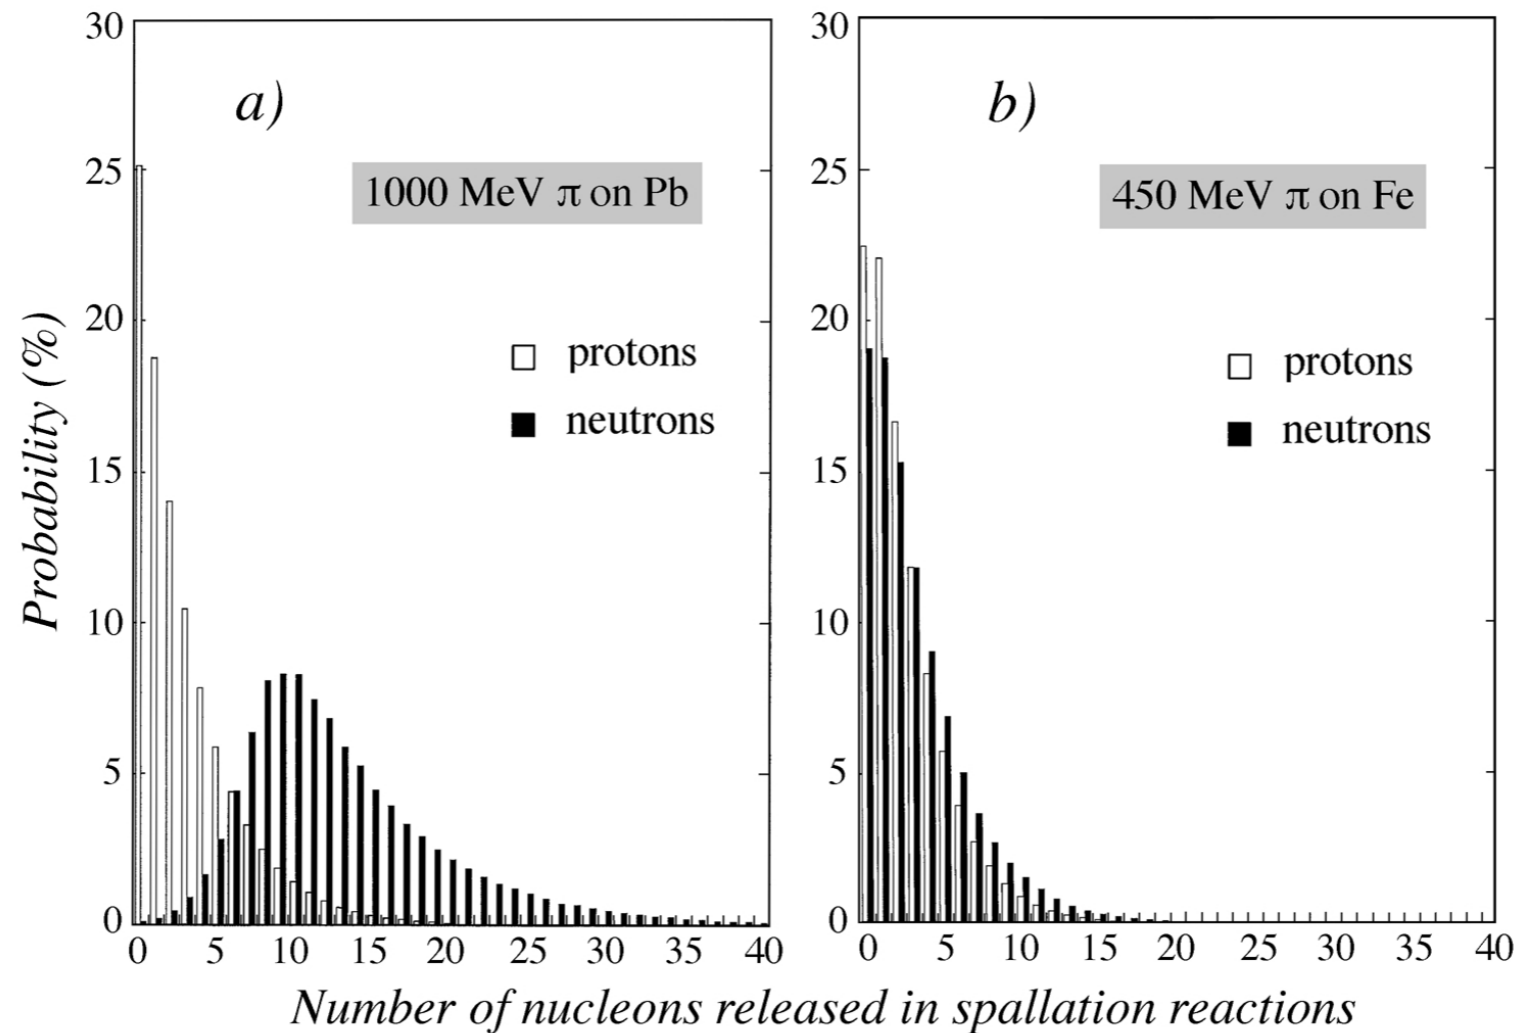 30
25
20
15
10
5
0
Probability (%)
a)
1000 MeV π on Pb
protons
neutrons
0 5 10 15 20 25 30 35 40
30
25
20
15
10
5
0
b)
450 MeV π on Fe
protons
neutrons
0 5 10 15 20 25 30 35 40
Number of nucleons released in spallation reactions